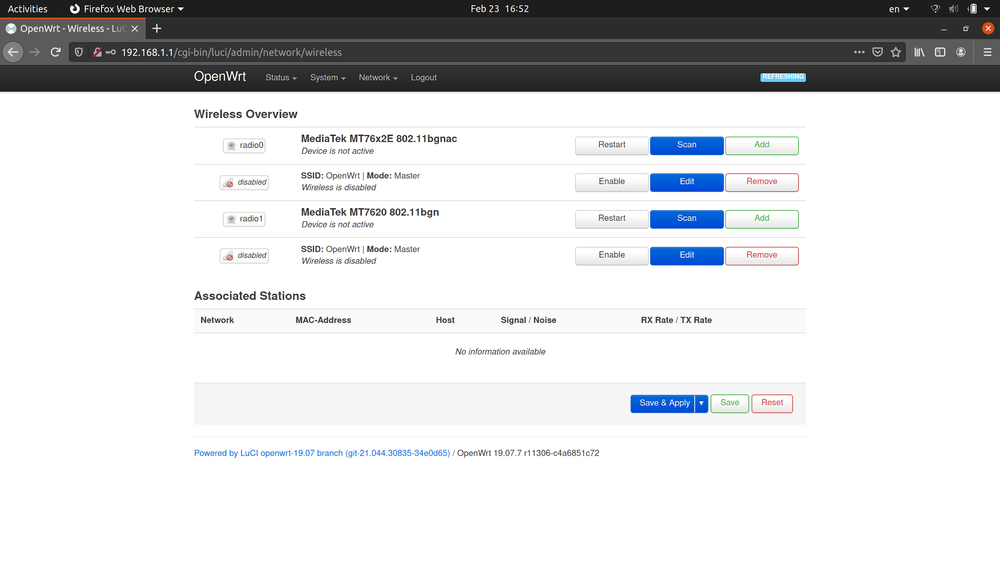 Activities Firefox Web Browser Feb 23 16:52 en
OpenWrt - Wireless - LuC
192.168.1.1/cgi-bin/luci/admin/network/wireless
OpenWrt Status System Network Logout REFRESHING
Wireless Overview
radio0 MediaTek MT76x2E 802.11bgnac Restart Scan Add
Device is not active
disabled SSID: OpenWrt | Mode: Master Enable Edit Remove
Wireless is disabled
radio1 MediaTek MT7620 802.11bgn Restart Scan Add
Device is not active
disabled SSID: OpenWrt | Mode: Master Enable Edit Remove
Wireless is disabled
Associated Stations
Network MAC-Address Host Signal / Noise RX Rate / TX Rate
No information available
Save & Apply Save Reset
Powered by LuCI openwrt-19.07 branch (git-21.044.30835-34e0d65) / OpenWrt 19.07.7 r11306-c4a6851c72